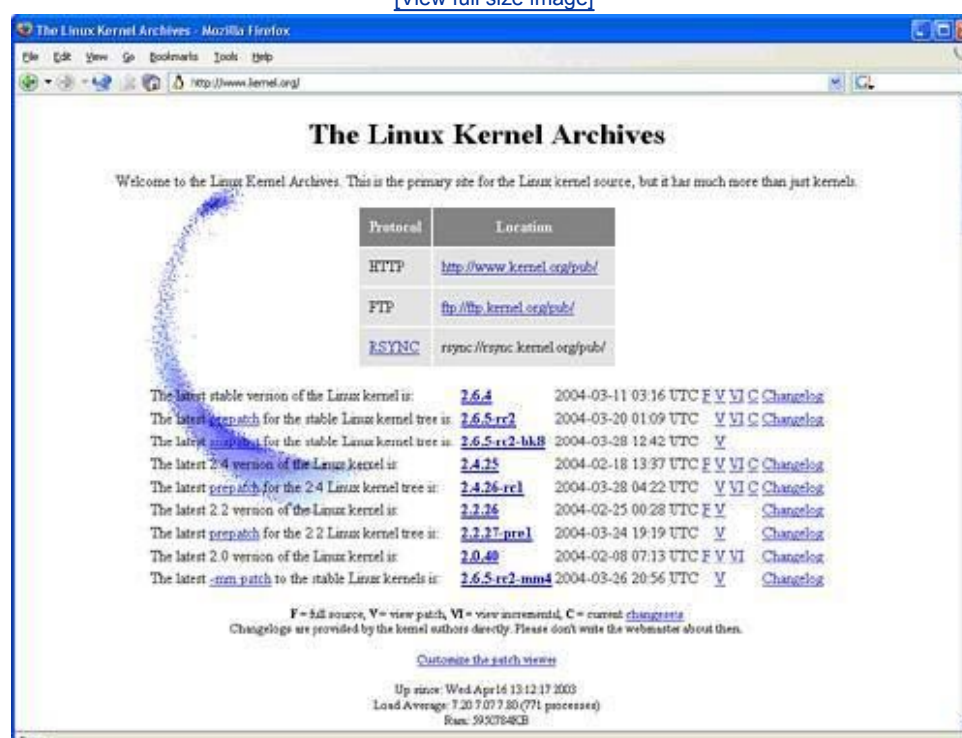 [View full size image]
The Linux Kernel Archives - Mozilla Firefox
File Edit View Go Bookmarks Tools Help
http://www.kernel.org/
The Linux Kernel Archives
Welcome to the Linux Kernel Archives. This is the primary site for the Linux kernel source, but it has much more than just kernels.
Protocol Location
HTTP http://www.kernel.org/pub/
FTP ftp://ftp.kernel.org/pub/
RSYNC rsync://rsync.kernel.org/pub/
The latest stable version of the Linux kernel is: 2.6.4 2004-03-11 03:16 UTC F V VI C Changelog
The latest prepatch for the stable Linux kernel tree is: 2.6.5-rc2 2004-03-20 01:09 UTC V VI C Changelog
The latest snapshot for the stable Linux kernel tree is: 2.6.5-rc2-bk8 2004-03-28 12:42 UTC V
The latest 2.4 version of the Linux kernel is: 2.4.25 2004-02-18 13:37 UTC F V VI C Changelog
The latest prepatch for the 2.4 Linux kernel tree is: 2.4.26-rc1 2004-03-28 04:22 UTC V VI C Changelog
The latest 2.2 version of the Linux kernel is: 2.2.26 2004-02-25 00:28 UTC F V Changelog
The latest prepatch for the 2.2 Linux kernel tree is: 2.2.27-pre1 2004-03-24 19:19 UTC V Changelog
The latest 2.0 version of the Linux kernel is: 2.0.40 2004-02-08 07:13 UTC F V VI Changelog
The latest -mm patch to the stable Linux kernels is: 2.6.5-rc2-mm4 2004-03-26 20:56 UTC V Changelog
F = full source, V = view patch, VI = view incremental, C = current changesets
Changelogs are provided by the kernel authors directly. Please don't write the webmaster about them.
Customize the patch viewer
Up since: Wed Apr 16 13:12:17 2003
Load Average: 7.20 7.07 7.80 (771 processes)
Ram: 5950784KB